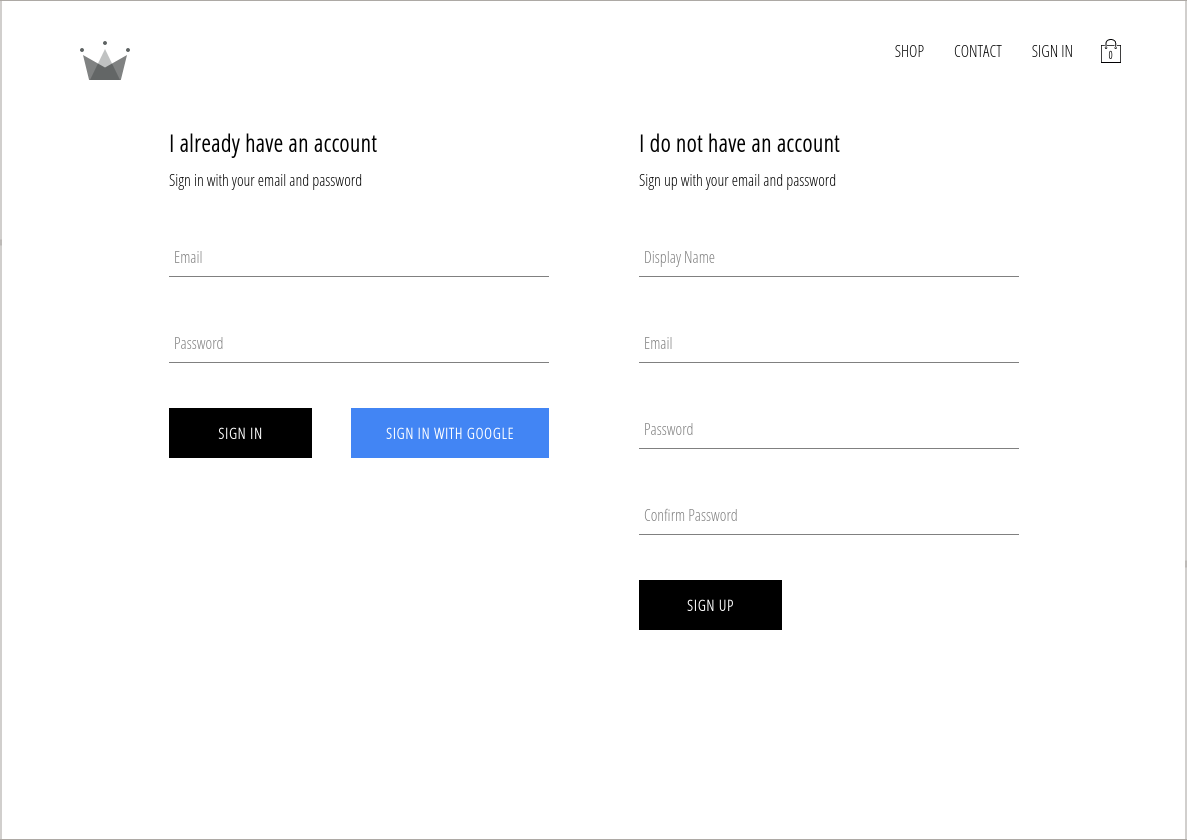 SHOP CONTACT SIGN IN 0
I already have an account
Sign in with your email and password
Email
Password
SIGN IN SIGN IN WITH GOOGLE
I do not have an account
Sign up with your email and password
Display Name
Email
Password
Confirm Password
SIGN UP